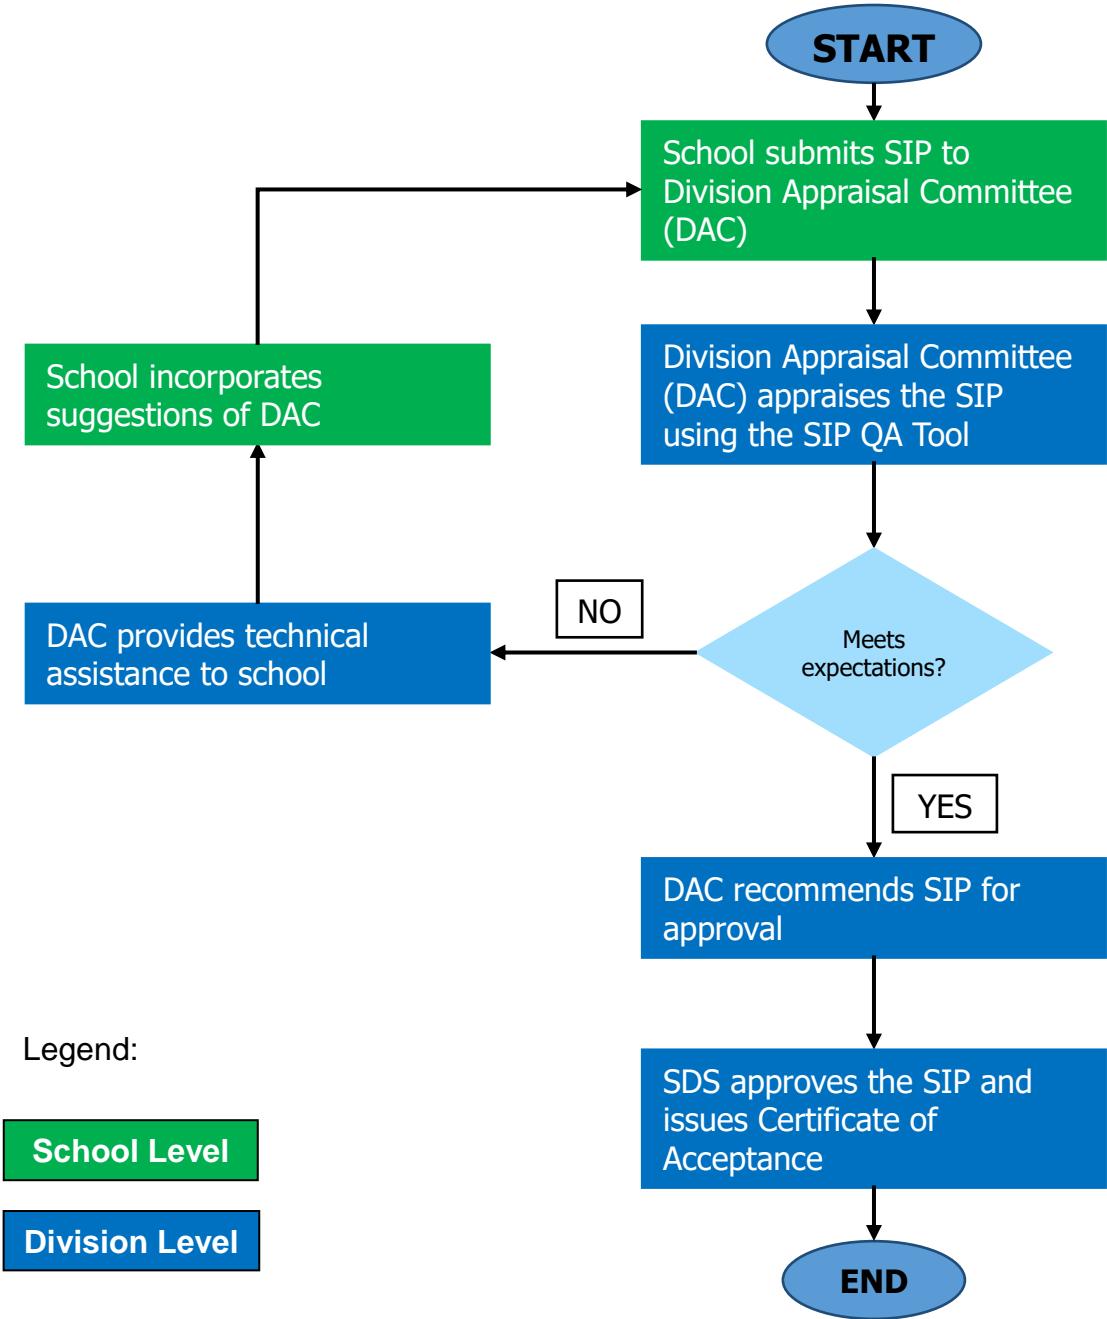 START
School submits SIP to
Division Appraisal Committee
(DAC)
Division Appraisal Committee
(DAC) appraises the SIP
using the SIP QA Tool
School incorporates
suggestions of DAC
Meets
expectations?
NO
DAC provides technical
assistance to school
YES
DAC recommends SIP for
approval
SDS approves the SIP and
issues Certificate of
Acceptance
END
Legend:
School Level
Division Level